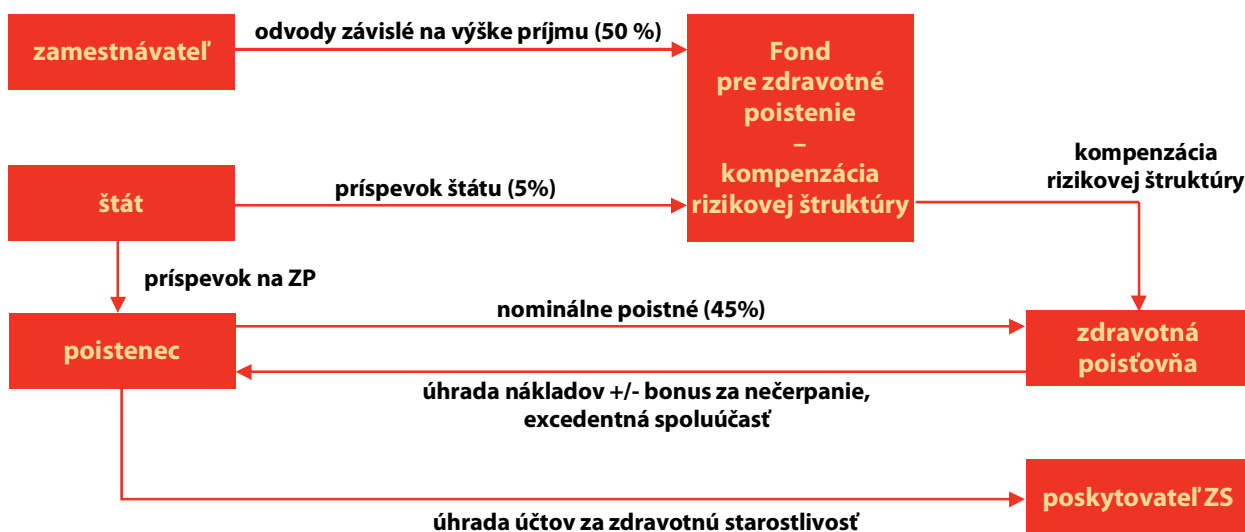 odvody závislé na výške príjmu (50 %)
zamestnávateľ
Fond
pre zdravotné
poistenie
–
kompenzácia
rizikovej štruktúry
kompenzácia
rizikovej štruktúry
príspevok štátu (5%)
štát
príspevok na ZP
nominálne poistné (45%)
poistenec
zdravotná
poisťovňa
úhrada nákladov +/- bonus za nečerpanie,
excedentná spoluúčasť
poskytovateľ ZS
úhrada účtov za zdravotnú starostlivosť